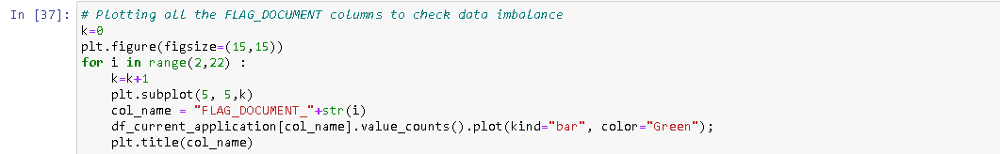 In [37]: # Plotting all the FLAG_DOCUMENT columns to check data imbalance
k=0
plt.figure(figsize=(15,15))
for i in range(2,22) :
    k=k+1
    plt.subplot(5, 5,k)
    col_name = "FLAG_DOCUMENT_"+str(i)
    df_current_application[col_name].value_counts().plot(kind="bar", color="Green");
    plt.title(col_name)